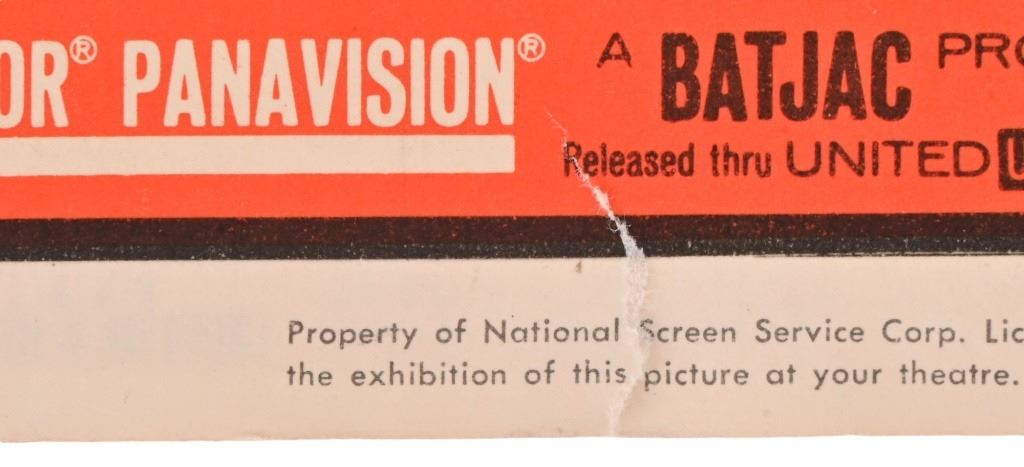 OR® PANAVISION®
A BATJAC PRO
Released thru UNITED U
Property of National Screen Service Corp. Lic
the exhibition of this picture at your theatre.